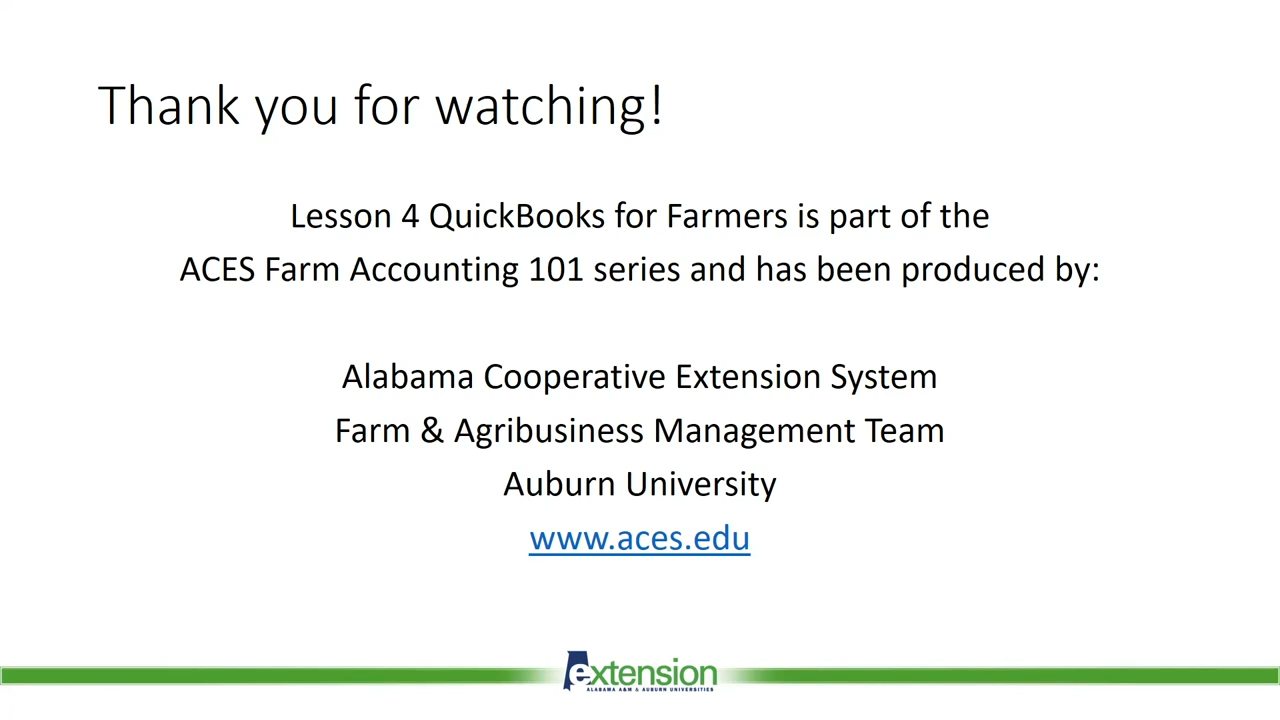 Thank you for watching!
Lesson 4 QuickBooks for Farmers is part of the
ACES Farm Accounting 101 series and has been produced by:
Alabama Cooperative Extension System
Farm & Agribusiness Management Team
Auburn University
www.aces.edu
extension
ALABAMA A&M & AUBURN UNIVERSITIES